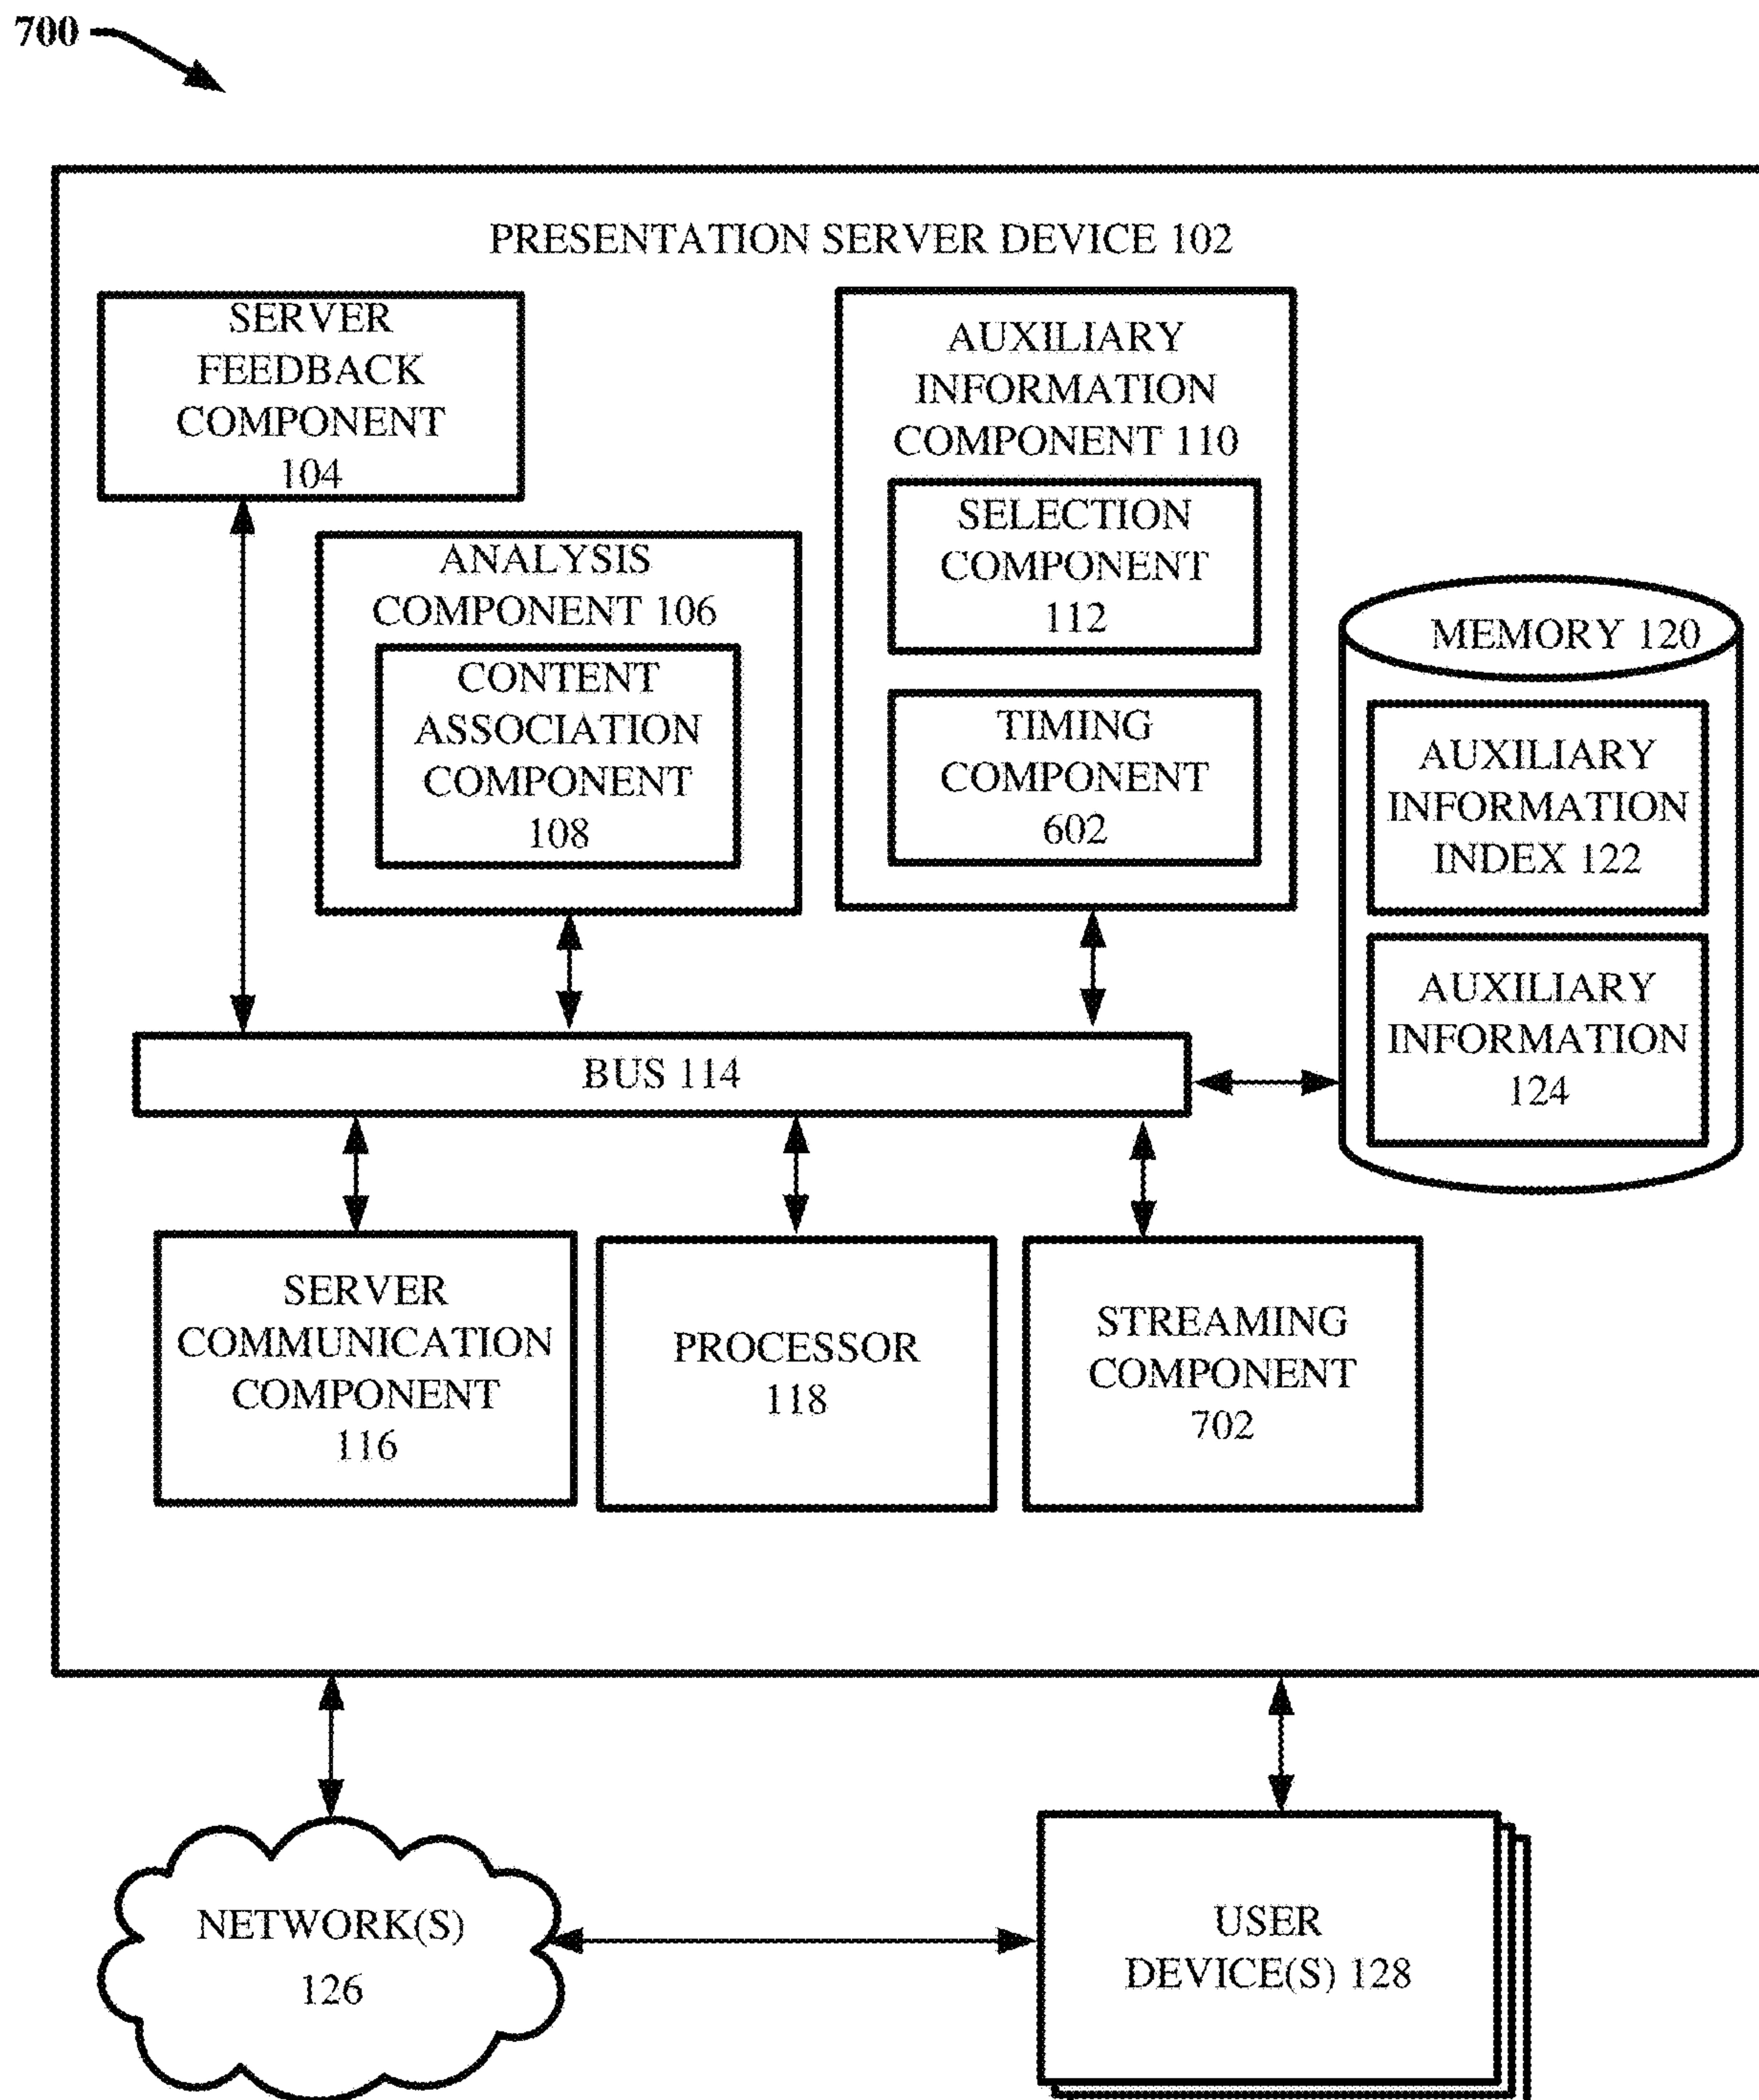 700
PRESENTATION SERVER DEVICE 102
SERVER
FEEDBACK
COMPONENT
104
AUXILIARY
INFORMATION
COMPONENT 110
SELECTION
COMPONENT
112
TIMING
COMPONENT
602
ANALYSIS
COMPONENT 106
CONTENT
ASSOCIATION
COMPONENT
108
MEMORY 120
AUXILIARY
INFORMATION
INDEX 122
AUXILIARY
INFORMATION
124
BUS 114
SERVER
COMMUNICATION
COMPONENT
116
PROCESSOR
118
STREAMING
COMPONENT
702
NETWORK(S)
126
USER
DEVICE(S) 128